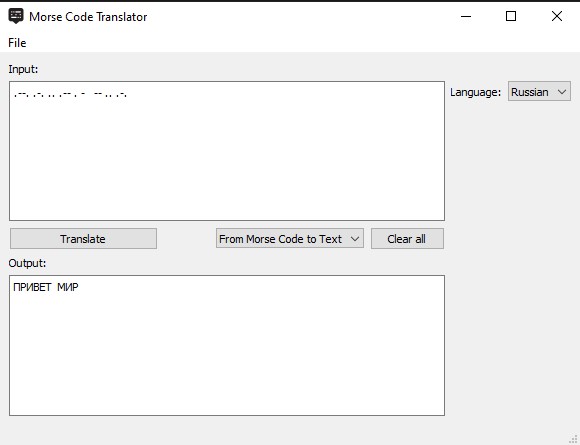 Morse Code Translator
File
Input:
.--. .-. .. .-- . -   -- .. .-.
Language: Russian
Translate From Morse Code to Text Clear all
Output:
ПРИВЕТ МИР